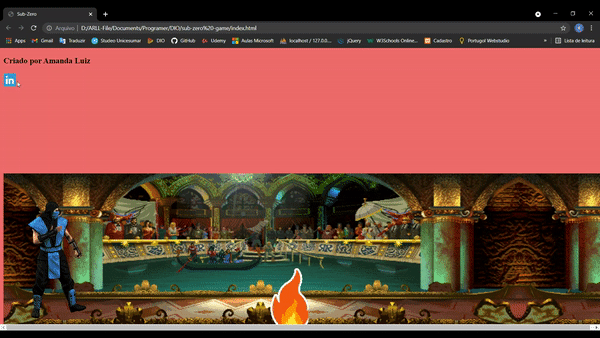 Sub-Zero
Arquivo | D:/ARLL-File/Documents/Programer/DIO/sub-zero%20-game/index.html
Apps Gmail Traduzir Studeo Unicesumar DIO GitHub Udemy Aulas Microsoft localhost / 127.0.0.... jQuery W3Schools Online... Cadastro Portugol Webstudio » Lista de leitura
Criado por Amanda Luiz
in